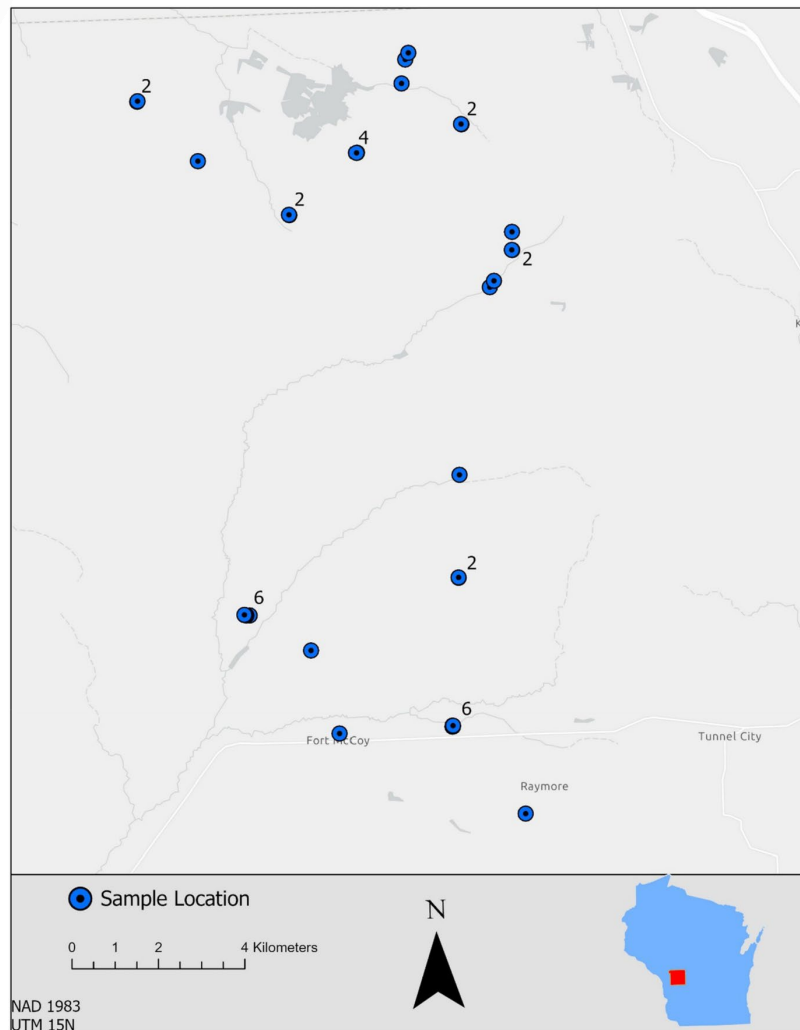 2
2
4
2
2
K
2
6
6
Fort McCoy
Tunnel City
Raymore
Sample Location
0 1 2 4 Kilometers
N
NAD 1983
UTM 15N